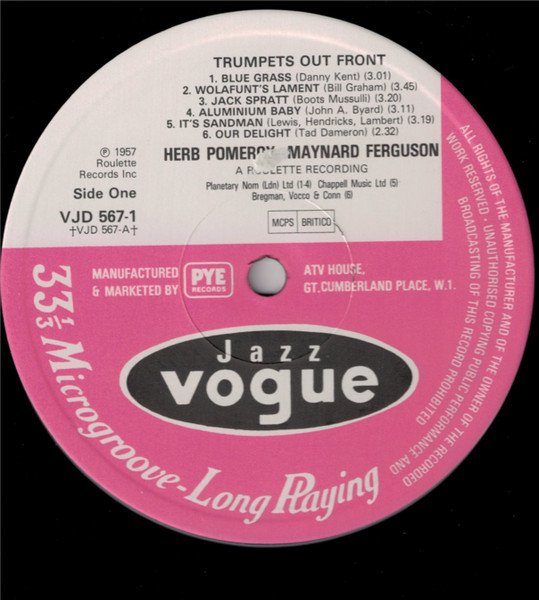 TRUMPETS OUT FRONT
1. BLUE GRASS (Danny Kent) (3.01)
2. WOLAFUNT'S LAMENT (Bill Graham) (3.45)
3. JACK SPRATT (Boots Mussulli) (3.20)
4. ALUMINIUM BABY (John A. Byard) (3.11)
5. IT'S SANDMAN (Lewis, Hendricks, Lambert) (3.19)
6. OUR DELIGHT (Tad Dameron) (2.32)
HERB POMEROY MAYNARD FERGUSON
A ROULETTE RECORDING
Planetary Nom (Ldn) Ltd (1-4) Chappell Music Ltd (5)
Bregman, Vocco & Conn (6)
MCPS BRITICO
℗ 1957
Roulette
Records Inc
Side One
VJD 567-1
†VJD 567-A†
MANUFACTURED
& MARKETED BY
PYE
RECORDS
ATV HOUSE,
GT. CUMBERLAND PLACE, W.1.
Jazz
vogue
33⅓ Microgroove-Long Playing
ALL RIGHTS OF THE MANUFACTURER AND OF THE OWNER OF THE RECORDED
WORK RESERVED · UNAUTHORISED COPYING PUBLIC PERFORMANCE AND
BROADCASTING OF THIS RECORD PROHIBITED